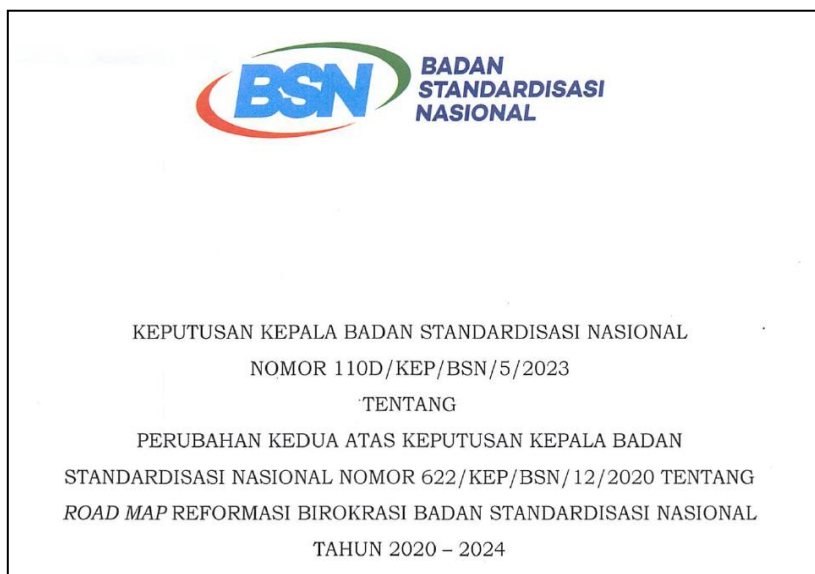 BSN
BADAN
STANDARDISASI
NASIONAL
KEPUTUSAN KEPALA BADAN STANDARDISASI NASIONAL
NOMOR 110D/KEP/BSN/5/2023
TENTANG
PERUBAHAN KEDUA ATAS KEPUTUSAN KEPALA BADAN
STANDARDISASI NASIONAL NOMOR 622/KEP/BSN/12/2020 TENTANG
ROAD MAP REFORMASI BIROKRASI BADAN STANDARDISASI NASIONAL
TAHUN 2020 – 2024